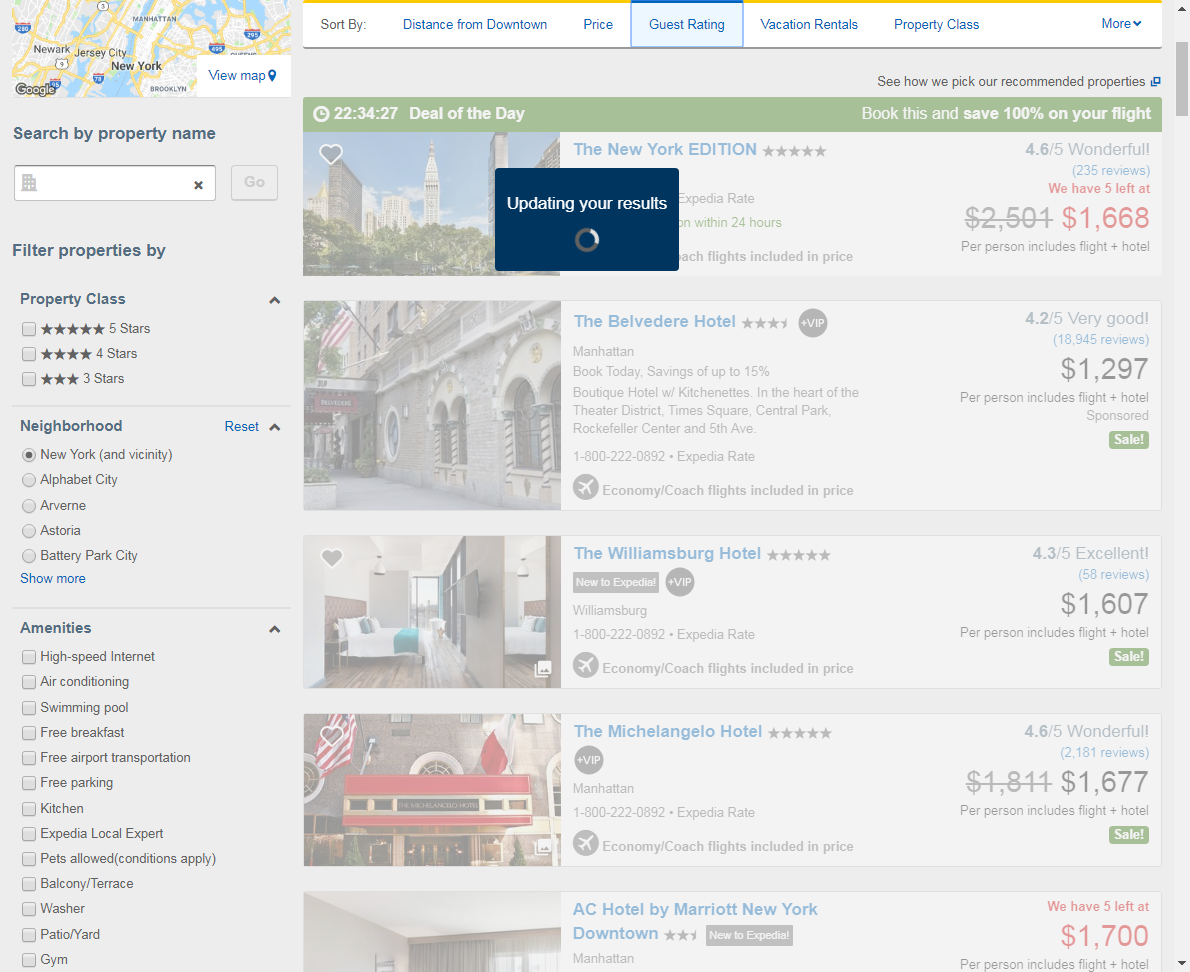 MANHATTAN
280
295
Newark
Jersey City
495
9
78
New York
BROOKLYN
Google
View map
Search by property name
Go
Filter properties by
Property Class
5 Stars
4 Stars
3 Stars
Neighborhood
Reset
New York (and vicinity)
Alphabet City
Arverne
Astoria
Battery Park City
Show more
Amenities
High-speed Internet
Air conditioning
Swimming pool
Free breakfast
Free airport transportation
Free parking
Kitchen
Expedia Local Expert
Pets allowed(conditions apply)
Balcony/Terrace
Washer
Patio/Yard
Gym
Sort By: Distance from Downtown Price Guest Rating Vacation Rentals Property Class More
See how we pick our recommended properties
22:34:27 Deal of the Day Book this and save 100% on your flight
Updating your results
The New York EDITION
Expedia Rate
on within 24 hours
flights included in price
4.6/5 Wonderful!
(235 reviews)
We have 5 left at
$2,501 $1,668
Per person includes flight + hotel
The Belvedere Hotel +VIP
Manhattan
Book Today, Savings of up to 15%
Boutique Hotel w/ Kitchenettes. In the heart of the
Theater District, Times Square, Central Park,
Rockefeller Center and 5th Ave.
1-800-222-0892 • Expedia Rate
Economy/Coach flights included in price
4.2/5 Very good!
(18,945 reviews)
$1,297
Per person includes flight + hotel
Sponsored
Sale!
BELVEDERE
The Williamsburg Hotel
New to Expedia! +VIP
Williamsburg
1-800-222-0892 • Expedia Rate
Economy/Coach flights included in price
4.3/5 Excellent!
(58 reviews)
$1,607
Per person includes flight + hotel
Sale!
The Michelangelo Hotel
+VIP
Manhattan
1-800-222-0892 • Expedia Rate
Economy/Coach flights included in price
4.6/5 Wonderful!
(2,181 reviews)
$1,811 $1,677
Per person includes flight + hotel
Sale!
THE MICHELANGELO HOTEL
AC Hotel by Marriott New York
Downtown New to Expedia!
Manhattan
We have 5 left at
$1,700
Per person includes flight + hotel